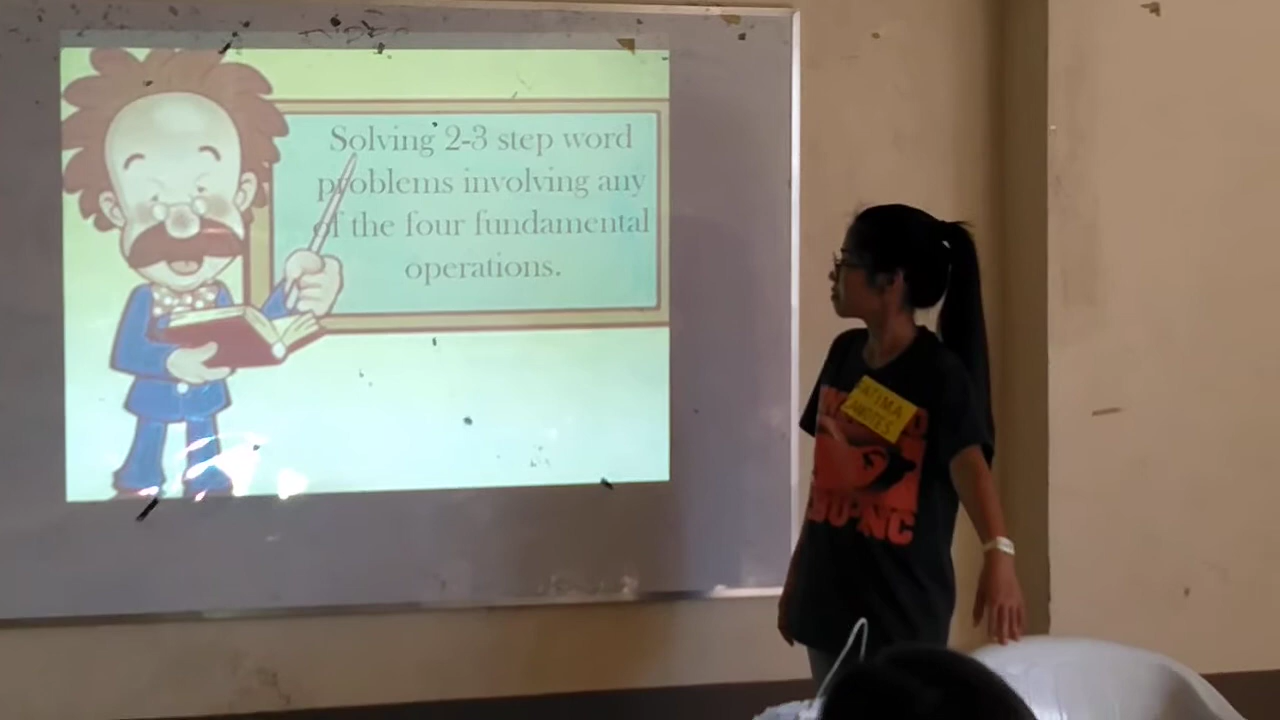 Solving 2-3 step word
problems involving any
of the four fundamental
operations.